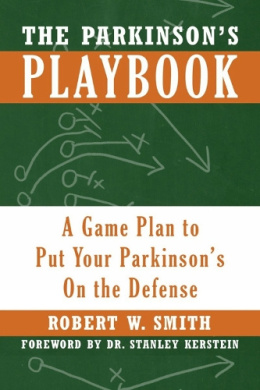 THE PARKINSON'S
PLAYBOOK
A Game Plan to
Put Your Parkinson's
On the Defense
ROBERT W. SMITH
FOREWORD BY DR. STANLEY KERSTEIN